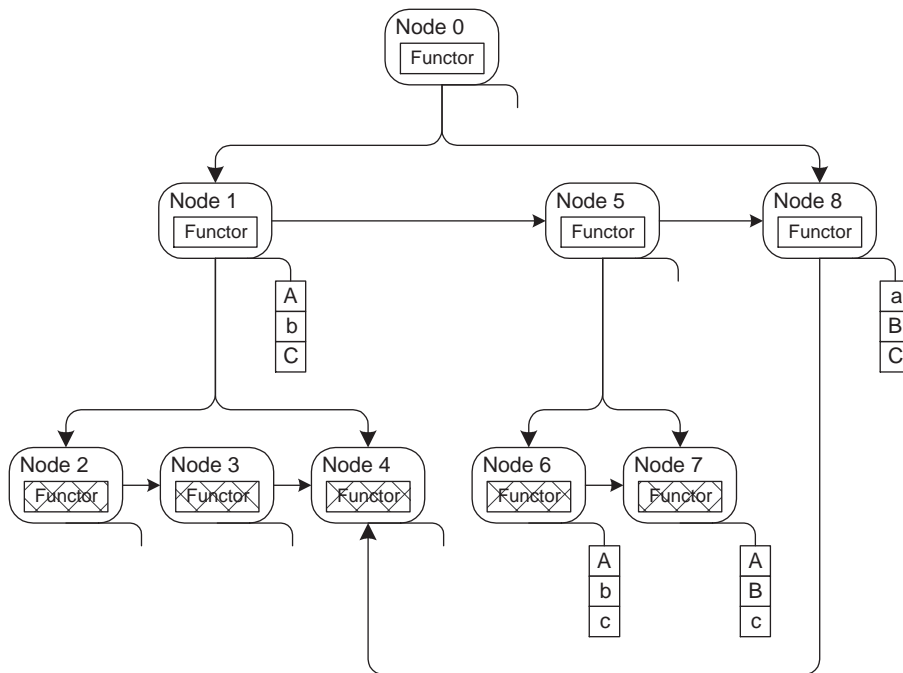 Node 0
Functor
Node 1
Functor
Node 5
Functor
Node 8
Functor
A
b
C
a
B
C
Node 2
Functor
Node 3
Functor
Node 4
Functor
Node 6
Functor
Node 7
Functor
A
b
c
A
B
c